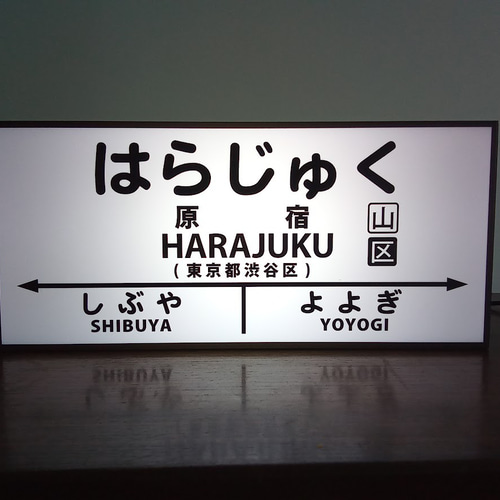 はらじゅく
原宿 山
HARAJUKU 区
(東京都渋谷区)
しぶや よよぎ
SHIBUYA YOYOGI